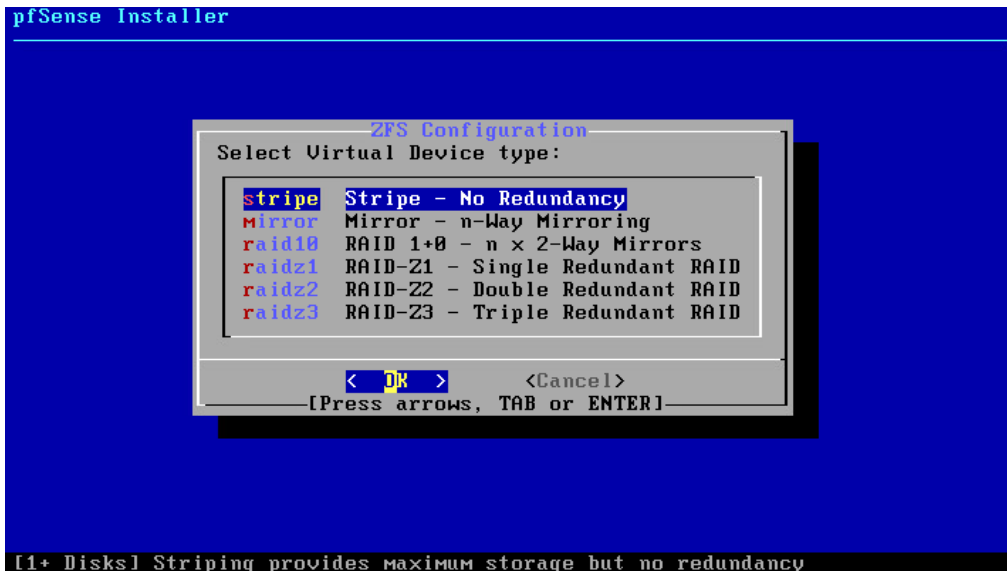 pfSense Installer
ZFS Configuration
Select Virtual Device type:
stripe Stripe - No Redundancy
mirror Mirror - n-Way Mirroring
raid10 RAID 1+0 - n x 2-Way Mirrors
raidz1 RAID-Z1 - Single Redundant RAID
raidz2 RAID-Z2 - Double Redundant RAID
raidz3 RAID-Z3 - Triple Redundant RAID
< OK > <Cancel>
[Press arrows, TAB or ENTER]
[1+ Disks] Striping provides maximum storage but no redundancy